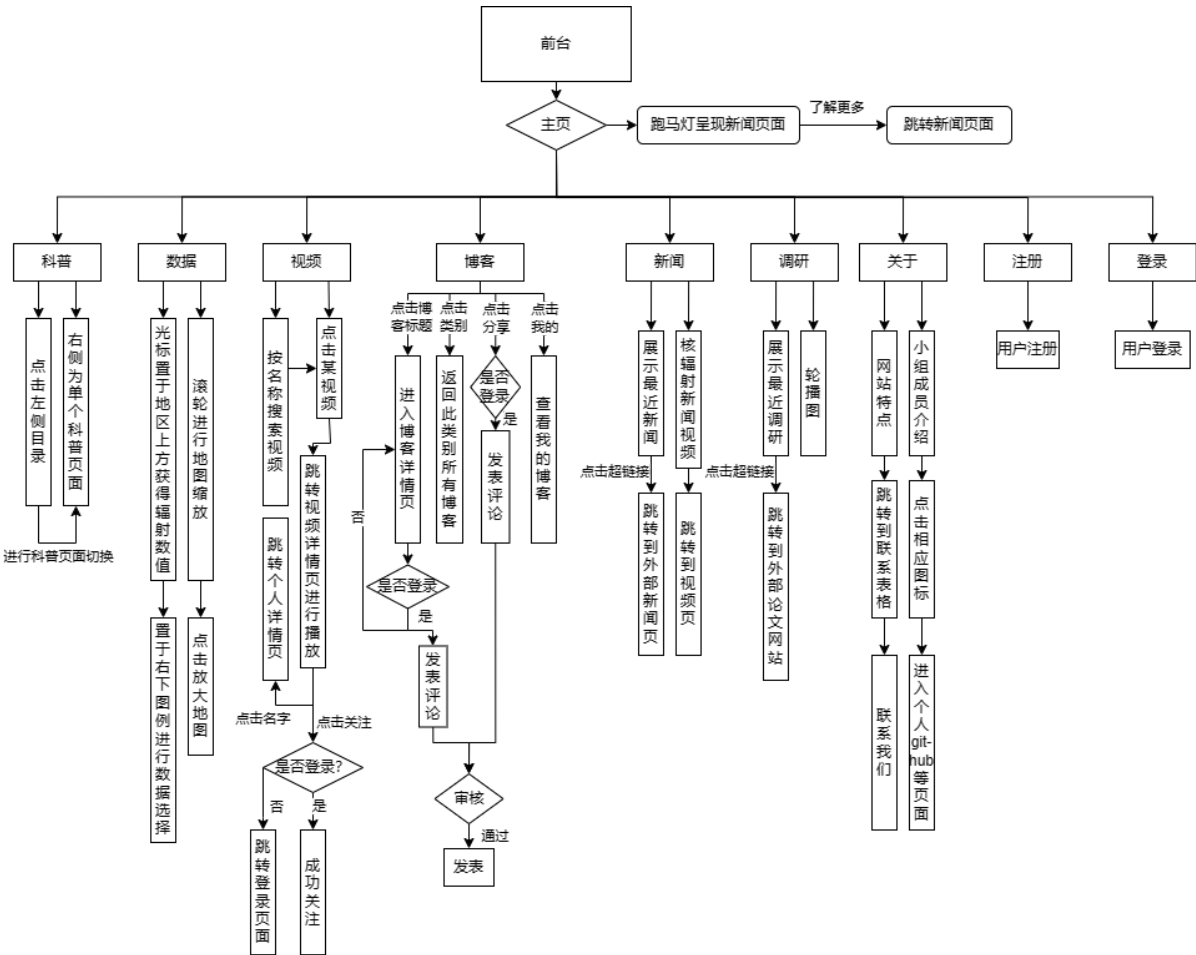 前台
主页
跑马灯呈现新闻页面
了解更多
跳转新闻页面
科普
数据
视频
博客
新闻
调研
关于
注册
登录
点击左侧目录
右侧为单个科普页面
进行科普页面切换
光标置于地区上方获得辐射数值
滚轮进行地图缩放
置于右下图例进行数据选择
点击放大地图
按名称搜索视频
点击某视频
跳转视频详情页进行播放
跳转个人详情页
点击名字
点击关注
是否登录?
否
是
跳转登录页面
成功关注
点击博
客标题
点击
类别
点击
分享
点击
我的
进入博客详情页
返回此类别所有博客
是否
登录
是
发表评论
查看我的博客
否
是否登录
是
发表评论
审核
通过
发表
展示最近新闻
核辐射新闻视频
点击超链接
跳转到外部新闻页
跳转到视频页
展示最近调研
轮播图
点击超链接
跳转到外部论文网站
网站特点
小组成员介绍
跳转到联系表格
点击相应图标
联系我们
进入个人
git-
hub
等页面
用户注册
用户登录